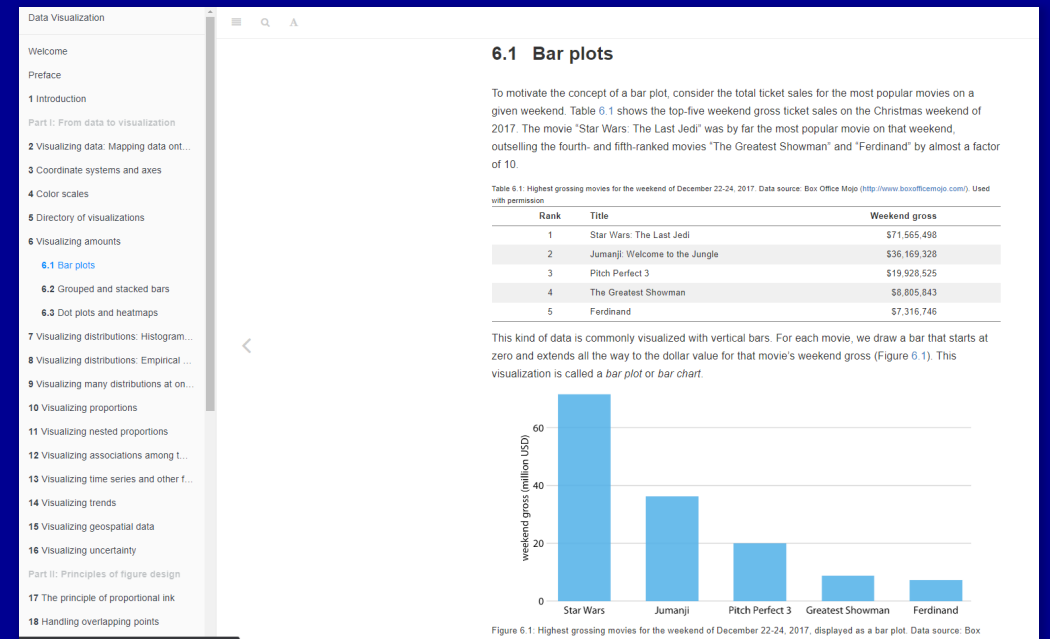 Data Visualization
Welcome
Preface
1 Introduction
Part I: From data to visualization
2 Visualizing data: Mapping data ont...
3 Coordinate systems and axes
4 Color scales
5 Directory of visualizations
6 Visualizing amounts
6.1 Bar plots
6.2 Grouped and stacked bars
6.3 Dot plots and heatmaps
7 Visualizing distributions: Histogram...
8 Visualizing distributions: Empirical ...
9 Visualizing many distributions at on...
10 Visualizing proportions
11 Visualizing nested proportions
12 Visualizing associations among t...
13 Visualizing time series and other f...
14 Visualizing trends
15 Visualizing geospatial data
16 Visualizing uncertainty
Part II: Principles of figure design
17 The principle of proportional ink
18 Handling overlapping points
A
6.1 Bar plots
To motivate the concept of a bar plot, consider the total ticket sales for the most popular movies on a
given weekend. Table 6.1 shows the top-five weekend gross ticket sales on the Christmas weekend of
2017. The movie "Star Wars: The Last Jedi" was by far the most popular movie on that weekend,
outselling the fourth- and fifth-ranked movies "The Greatest Showman" and "Ferdinand" by almost a factor
of 10.
Table 6.1: Highest grossing movies for the weekend of December 22-24, 2017. Data source: Box Office Mojo (http://www.boxofficemojo.com/). Used
with permission
Rank Title Weekend gross
1 Star Wars: The Last Jedi $71,565,498
2 Jumanji: Welcome to the Jungle $36,169,328
3 Pitch Perfect 3 $19,928,525
4 The Greatest Showman $8,805,843
5 Ferdinand $7,316,746
This kind of data is commonly visualized with vertical bars. For each movie, we draw a bar that starts at
zero and extends all the way to the dollar value for that movie's weekend gross (Figure 6.1). This
visualization is called a bar plot or bar chart.
weekend gross (million USD)
60
40
20
0
Star Wars Jumanji Pitch Perfect 3 Greatest Showman Ferdinand
Figure 6.1: Highest grossing movies for the weekend of December 22-24, 2017, displayed as a bar plot. Data source: Box